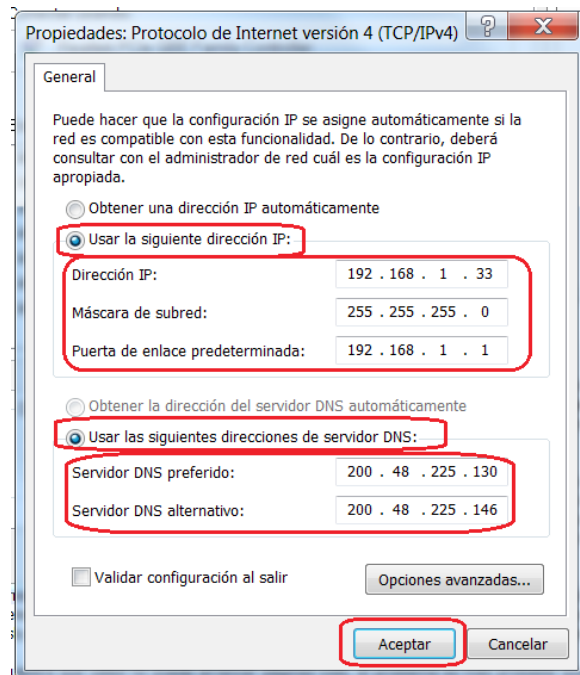 Propiedades: Protocolo de Internet versión 4 (TCP/IPv4)
General
Puede hacer que la configuración IP se asigne automáticamente si la
red es compatible con esta funcionalidad. De lo contrario, deberá
consultar con el administrador de red cuál es la configuración IP
apropiada.
Obtener una dirección IP automáticamente
Usar la siguiente dirección IP:
Dirección IP: 192 . 168 . 1 . 33
Máscara de subred: 255 . 255 . 255 . 0
Puerta de enlace predeterminada: 192 . 168 . 1 . 1
Obtener la dirección del servidor DNS automáticamente
Usar las siguientes direcciones de servidor DNS:
Servidor DNS preferido: 200 . 48 . 225 . 130
Servidor DNS alternativo: 200 . 48 . 225 . 146
Validar configuración al salir
Opciones avanzadas...
Aceptar Cancelar